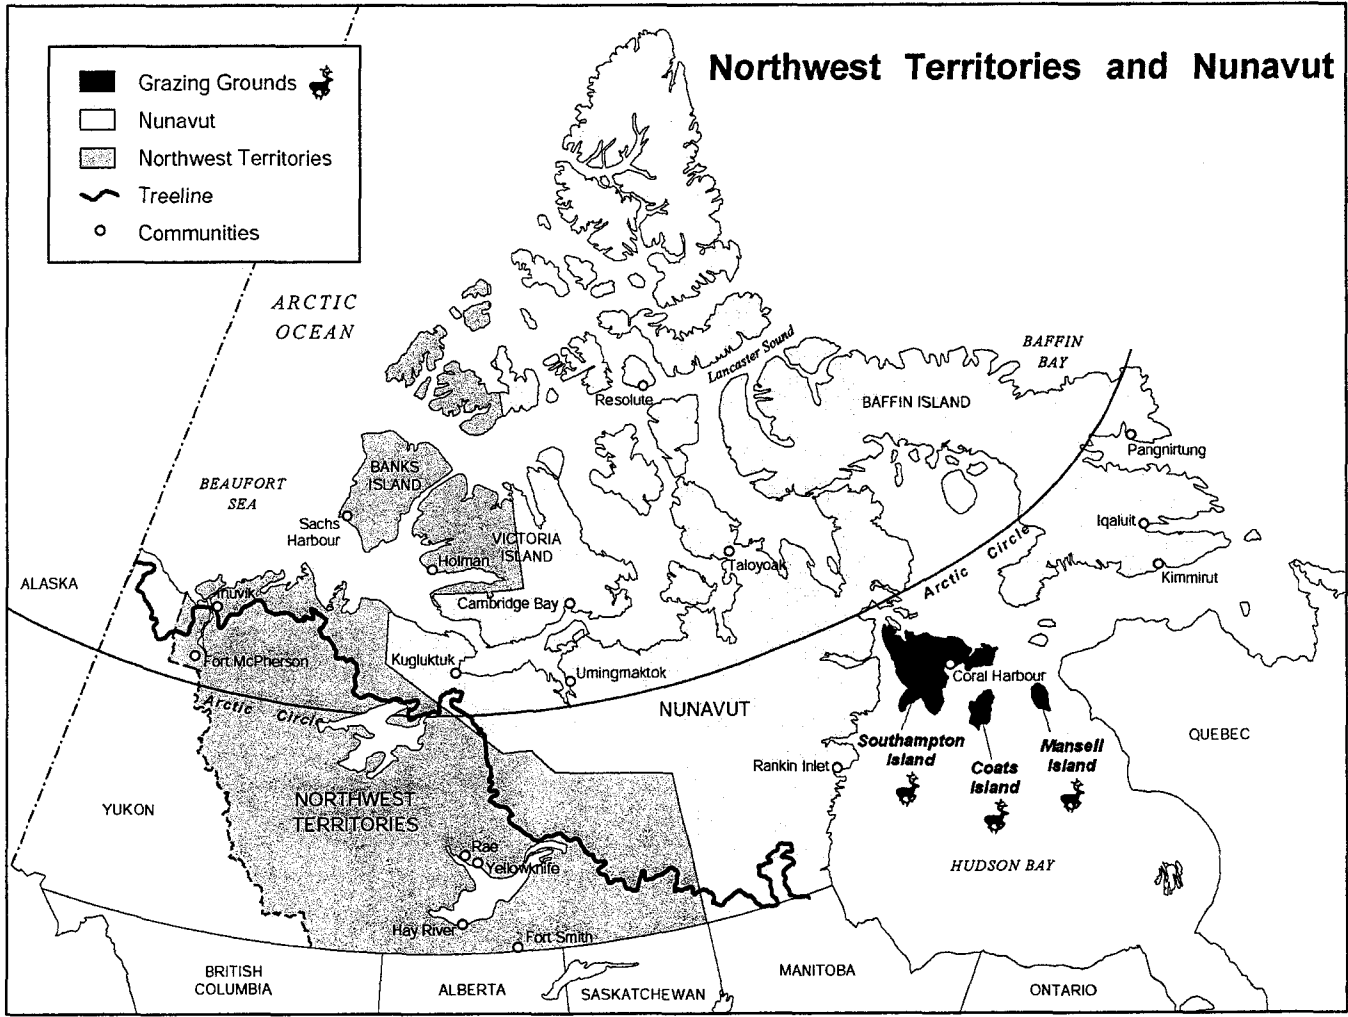 Northwest Territories and Nunavut
Grazing Grounds
Nunavut
Northwest Territories
Treeline
Communities
ARCTIC
OCEAN
BAFFIN
BAY
Lancaster Sound
Resolute
BAFFIN ISLAND
Pangnirtung
BANKS
ISLAND
BEAUFORT
SEA
Sachs
Harbour
VICTORIA
ISLAND
Holman
Iqaluit
Taloyoak
Arctic Circle
Kimmirut
ALASKA
Inuvik
Cambridge Bay
Fort McPherson
Kugluktuk
Umingmaktok
Coral Harbour
Arctic Circle
NUNAVUT
QUEBEC
Southampton
Island
Mansell
Island
Coats
Island
Rankin Inlet
YUKON
NORTHWEST
TERRITORIES
Rae
Yellowknife
HUDSON BAY
Hay River
Fort Smith
BRITISH
COLUMBIA
ALBERTA
SASKATCHEWAN
MANITOBA
ONTARIO